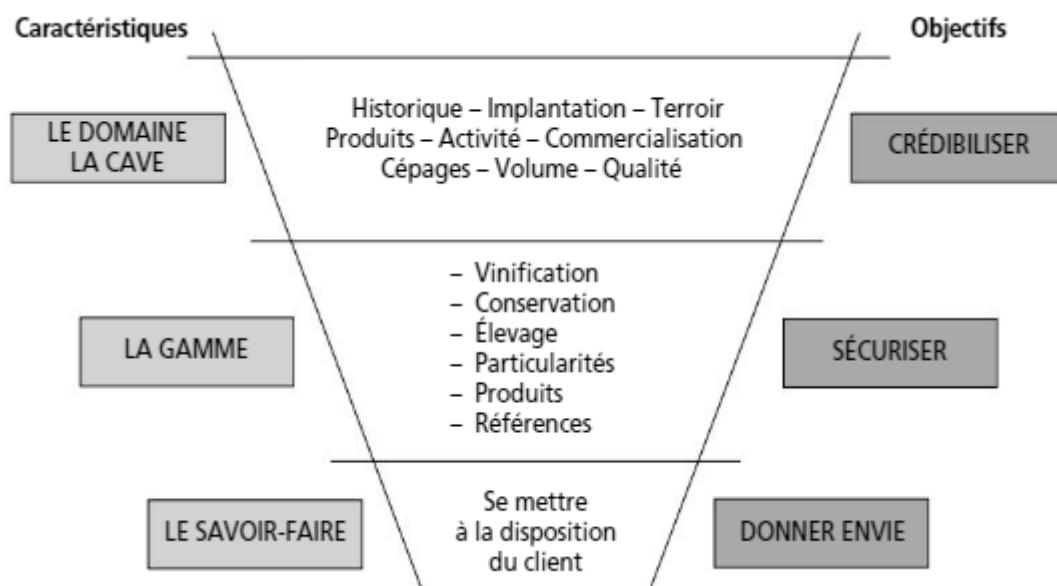 Caractéristiques
Objectifs
LE DOMAINE
LA CAVE
Historique – Implantation – Terroir
Produits – Activité – Commercialisation
Cépages – Volume – Qualité
CRÉDIBILISER
LA GAMME
– Vinification
– Conservation
– Élevage
– Particularités
– Produits
– Références
SÉCURISER
LE SAVOIR-FAIRE
Se mettre
à la disposition
du client
DONNER ENVIE